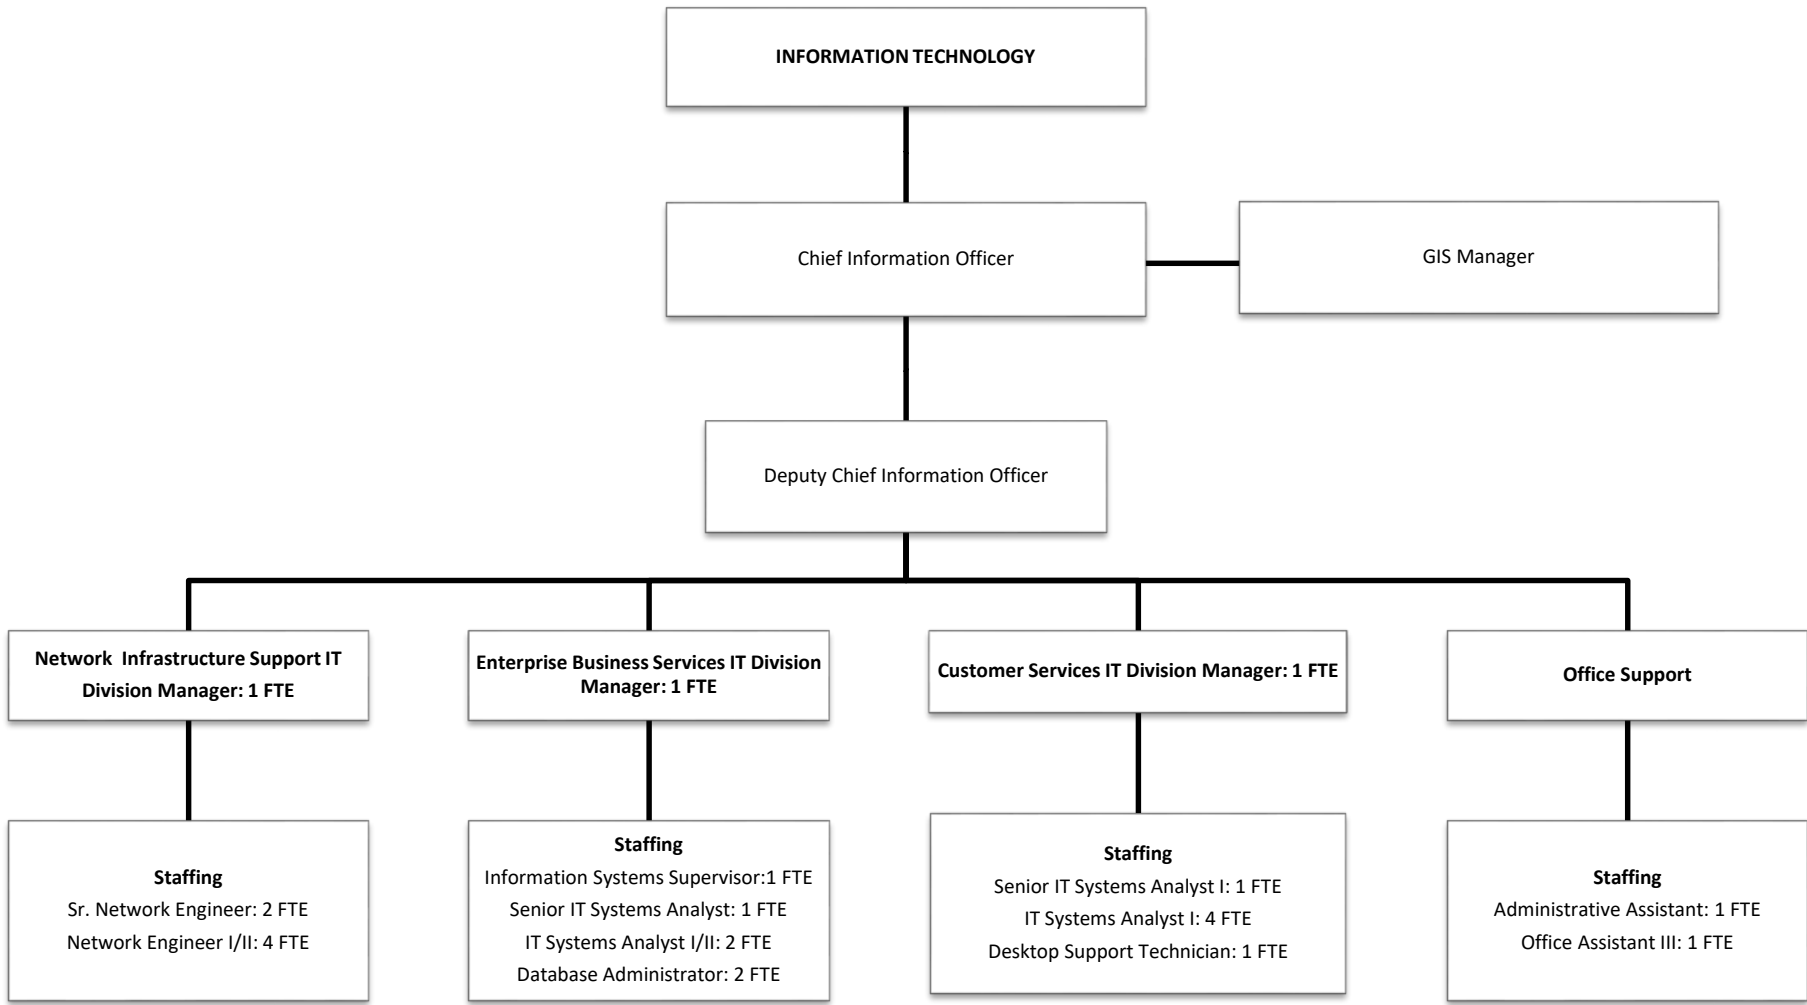 INFORMATION TECHNOLOGY
Chief Information Officer
GIS Manager
Deputy Chief Information Officer
Network Infrastructure Support IT
Division Manager: 1 FTE
Enterprise Business Services IT Division
Manager: 1 FTE
Customer Services IT Division Manager: 1 FTE
Office Support
Staffing
Sr. Network Engineer: 2 FTE
Network Engineer I/II: 4 FTE
Staffing
Information Systems Supervisor:1 FTE
Senior IT Systems Analyst: 1 FTE
IT Systems Analyst I/II: 2 FTE
Database Administrator: 2 FTE
Staffing
Senior IT Systems Analyst I: 1 FTE
IT Systems Analyst I: 4 FTE
Desktop Support Technician: 1 FTE
Staffing
Administrative Assistant: 1 FTE
Office Assistant III: 1 FTE